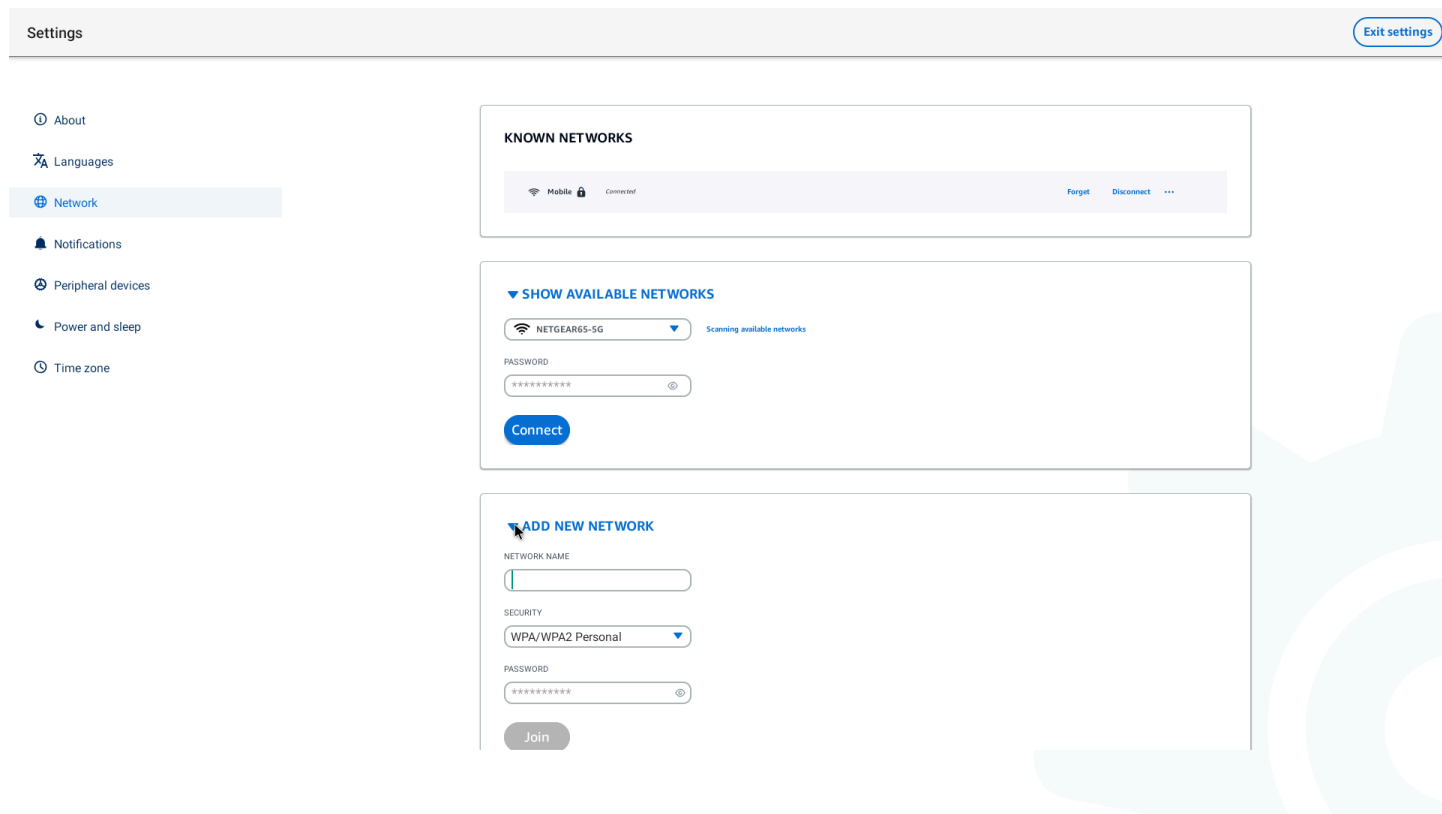 Settings
Exit settings
About
Languages
Network
Notifications
Peripheral devices
Power and sleep
Time zone
KNOWN NETWORKS
Mobile Connected Forget Disconnect ···
SHOW AVAILABLE NETWORKS
NETGEAR65-5G Scanning available networks
PASSWORD
**********
Connect
ADD NEW NETWORK
NETWORK NAME
SECURITY
WPA/WPA2 Personal
PASSWORD
**********
Join